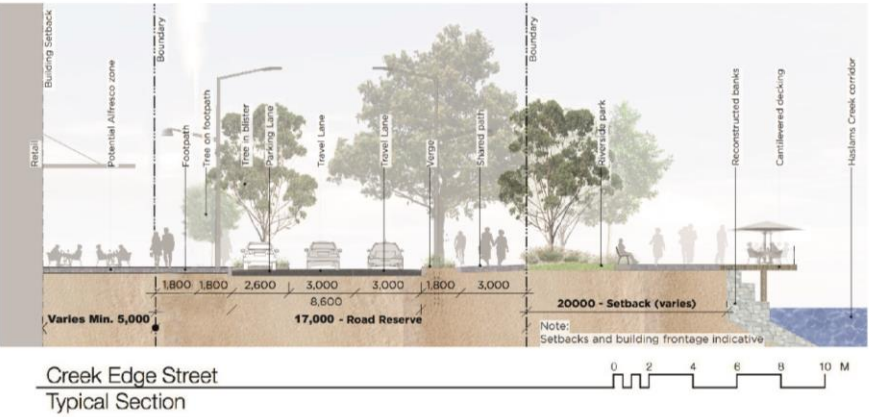 Building Setback
Boundary
Boundary
Retail
Potential Alfresco zone
Footpath
Tree on footpath
Tree in blister
Parking Lane
Travel Lane
Travel Lane
Verge
Shared path
Riverside park
Reconstructed banks
Cantilevered decking
Haslams Creek corridor
1,800 1,800 2,600 3,000 3,000 1,800 3,000
8,600
Varies Min. 5,000
17,000 - Road Reserve
20000 - Setback (varies)
Note:
Setbacks and building frontage indicative
Creek Edge Street
Typical Section
0 2 4 6 8 10 M